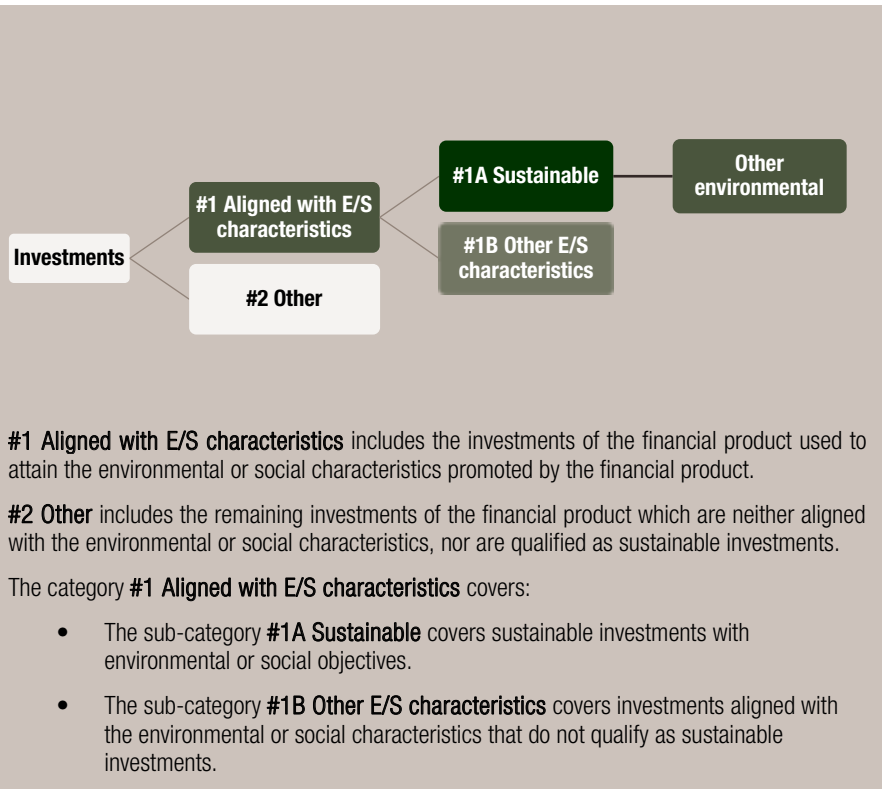 Investments
#1 Aligned with E/S
characteristics
#2 Other
#1A Sustainable
#1B Other E/S
characteristics
Other
environmental
#1 Aligned with E/S characteristics includes the investments of the financial product used to
attain the environmental or social characteristics promoted by the financial product.
#2 Other includes the remaining investments of the financial product which are neither aligned
with the environmental or social characteristics, nor are qualified as sustainable investments.
The category #1 Aligned with E/S characteristics covers:
• The sub-category #1A Sustainable covers sustainable investments with
environmental or social objectives.
• The sub-category #1B Other E/S characteristics covers investments aligned with
the environmental or social characteristics that do not qualify as sustainable
investments.